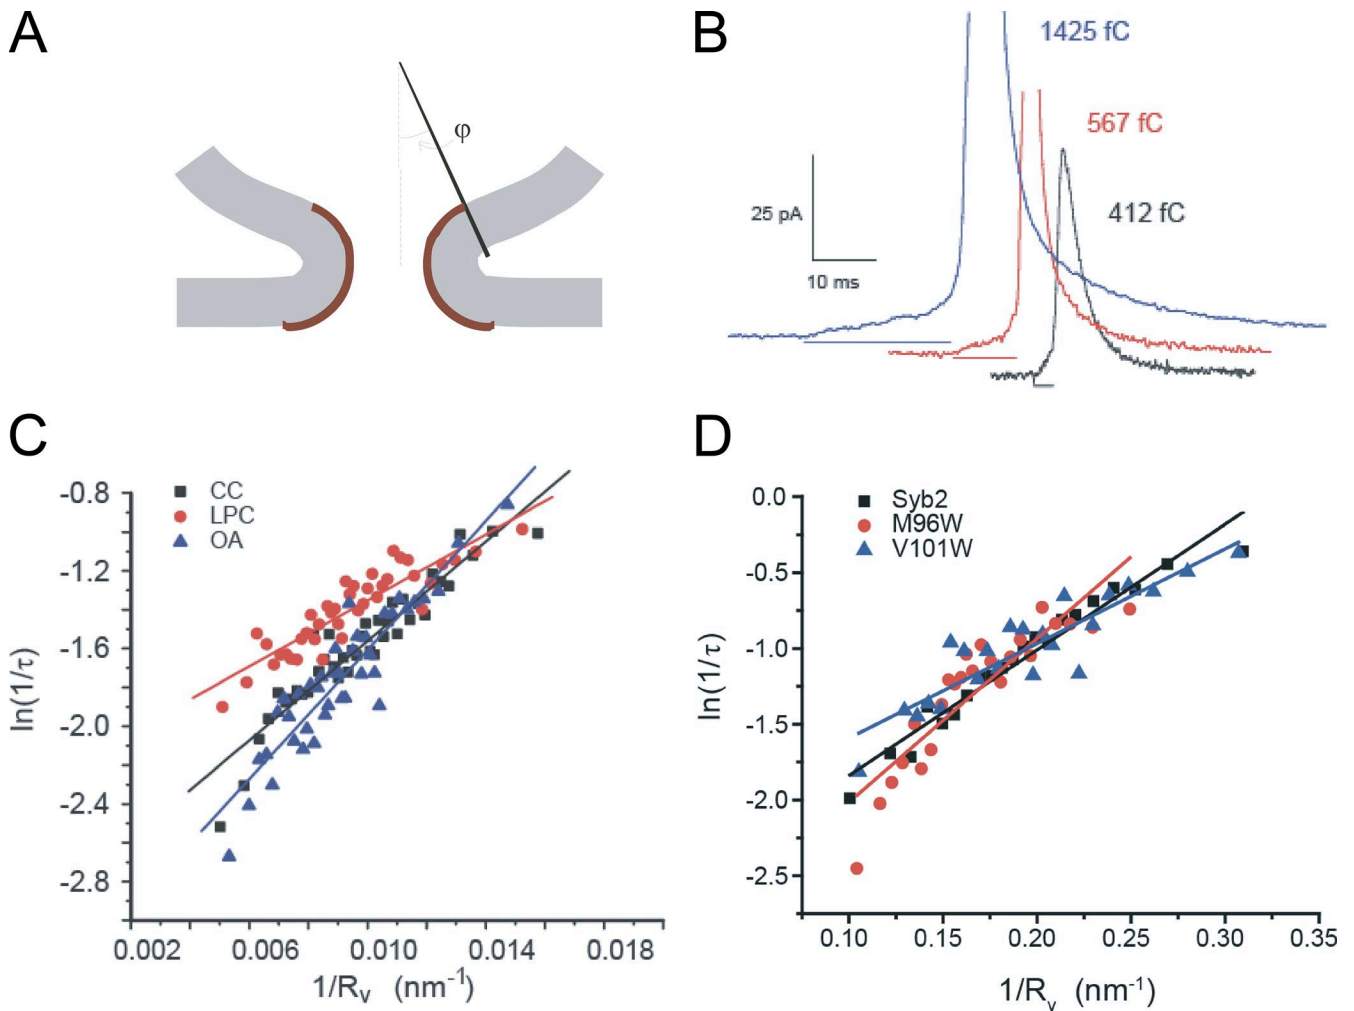 A
φ
B
1425 fC
567 fC
412 fC
25 pA
10 ms
C
CC
LPC
OA
-0.8
-1.2
-1.6
-2.0
-2.4
-2.8
ln(1/τ)
0.002
0.006
0.010
0.014
0.018
1/Rv (nm-1)
D
Syb2
M96W
V101W
0.0
-0.5
-1.0
-1.5
-2.0
-2.5
ln(1/τ)
0.10
0.15
0.20
0.25
0.30
0.35
1/Rv (nm-1)